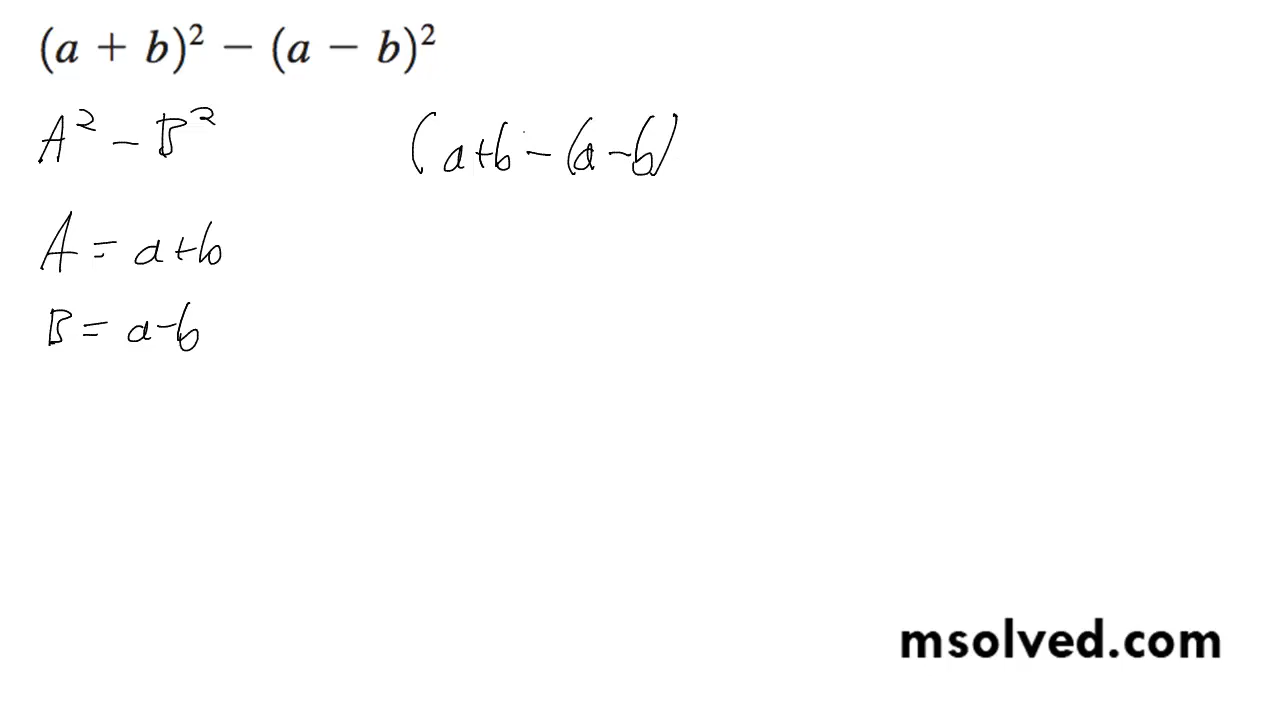 (a + b)² − (a − b)²
A² − B²
(a+b − (a−b)
A = a+b
B = a−b
msolved.com